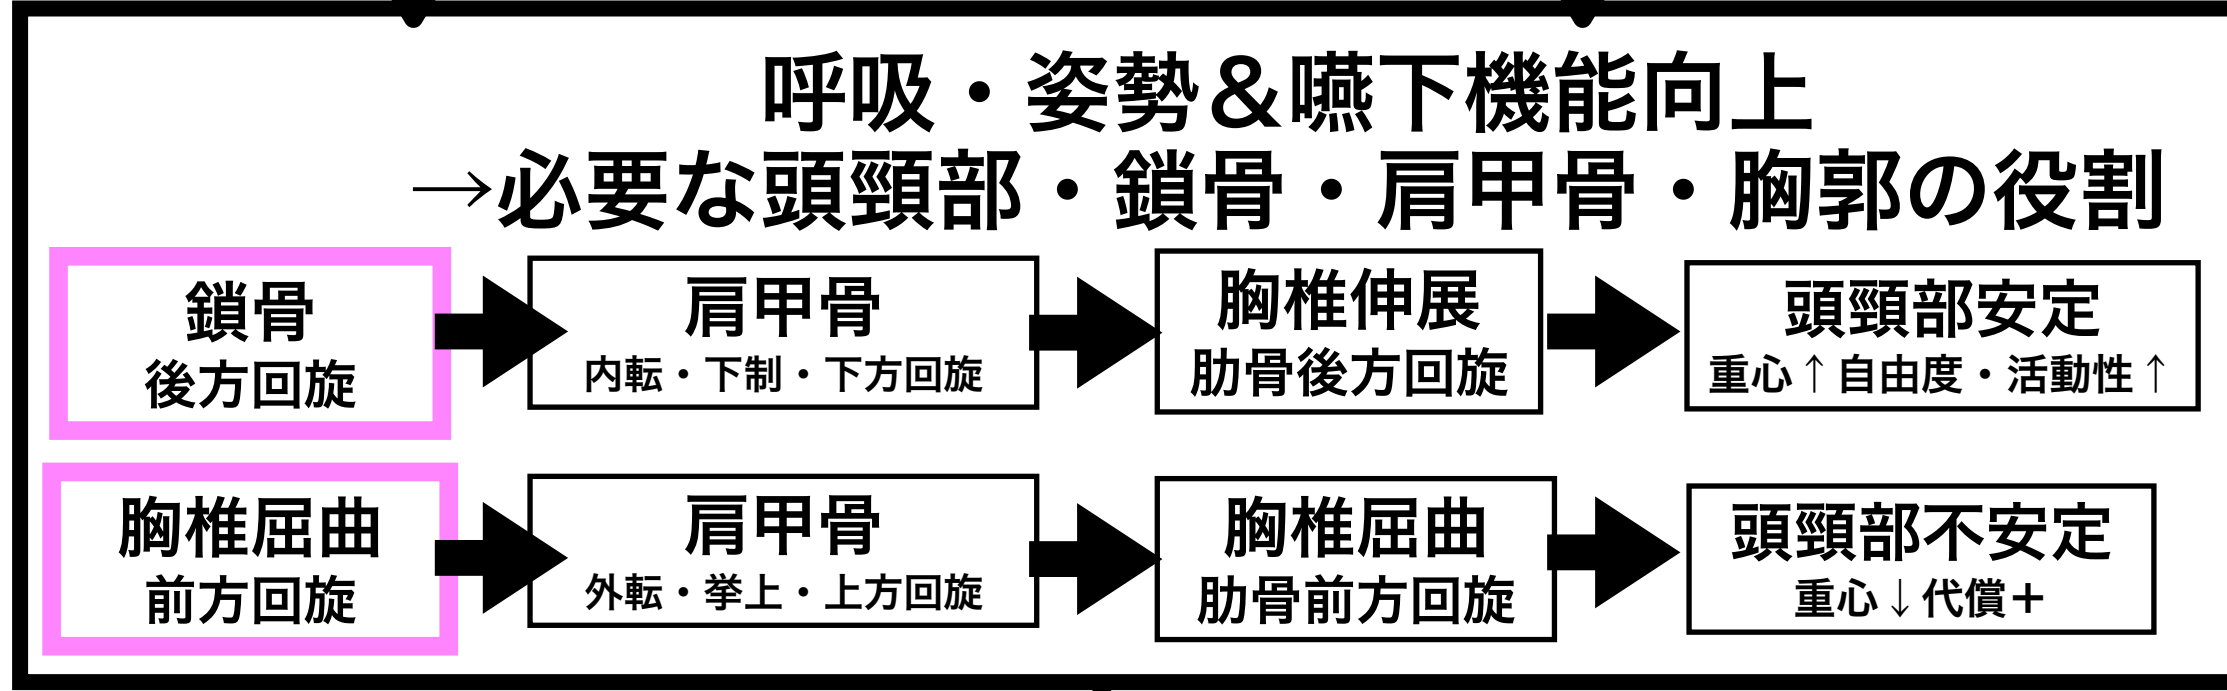 呼吸・姿勢＆嚥下機能向上
→必要な頭頸部・鎖骨・肩甲骨・胸郭の役割
鎖骨
後方回旋
肩甲骨
内転・下制・下方回旋
胸椎伸展
肋骨後方回旋
頭頸部安定
重心↑自由度・活動性↑
胸椎屈曲
前方回旋
肩甲骨
外転・挙上・上方回旋
胸椎屈曲
肋骨前方回旋
頭頸部不安定
重心↓代償＋